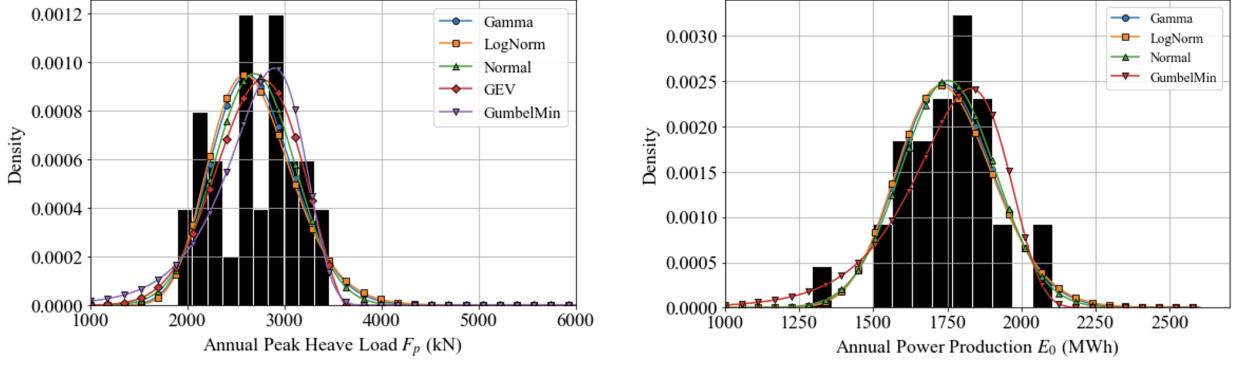 0.0012
0.0010
0.0008
0.0006
0.0004
0.0002
0.0000
Density
1000 2000 3000 4000 5000 6000
Annual Peak Heave Load Fₚ (kN)
Gamma
LogNorm
Normal
GEV
GumbelMin
0.0030
0.0025
0.0020
0.0015
0.0010
0.0005
0.0000
Density
1000 1250 1500 1750 2000 2250 2500
Annual Power Production E₀ (MWh)
Gamma
LogNorm
Normal
GumbelMin